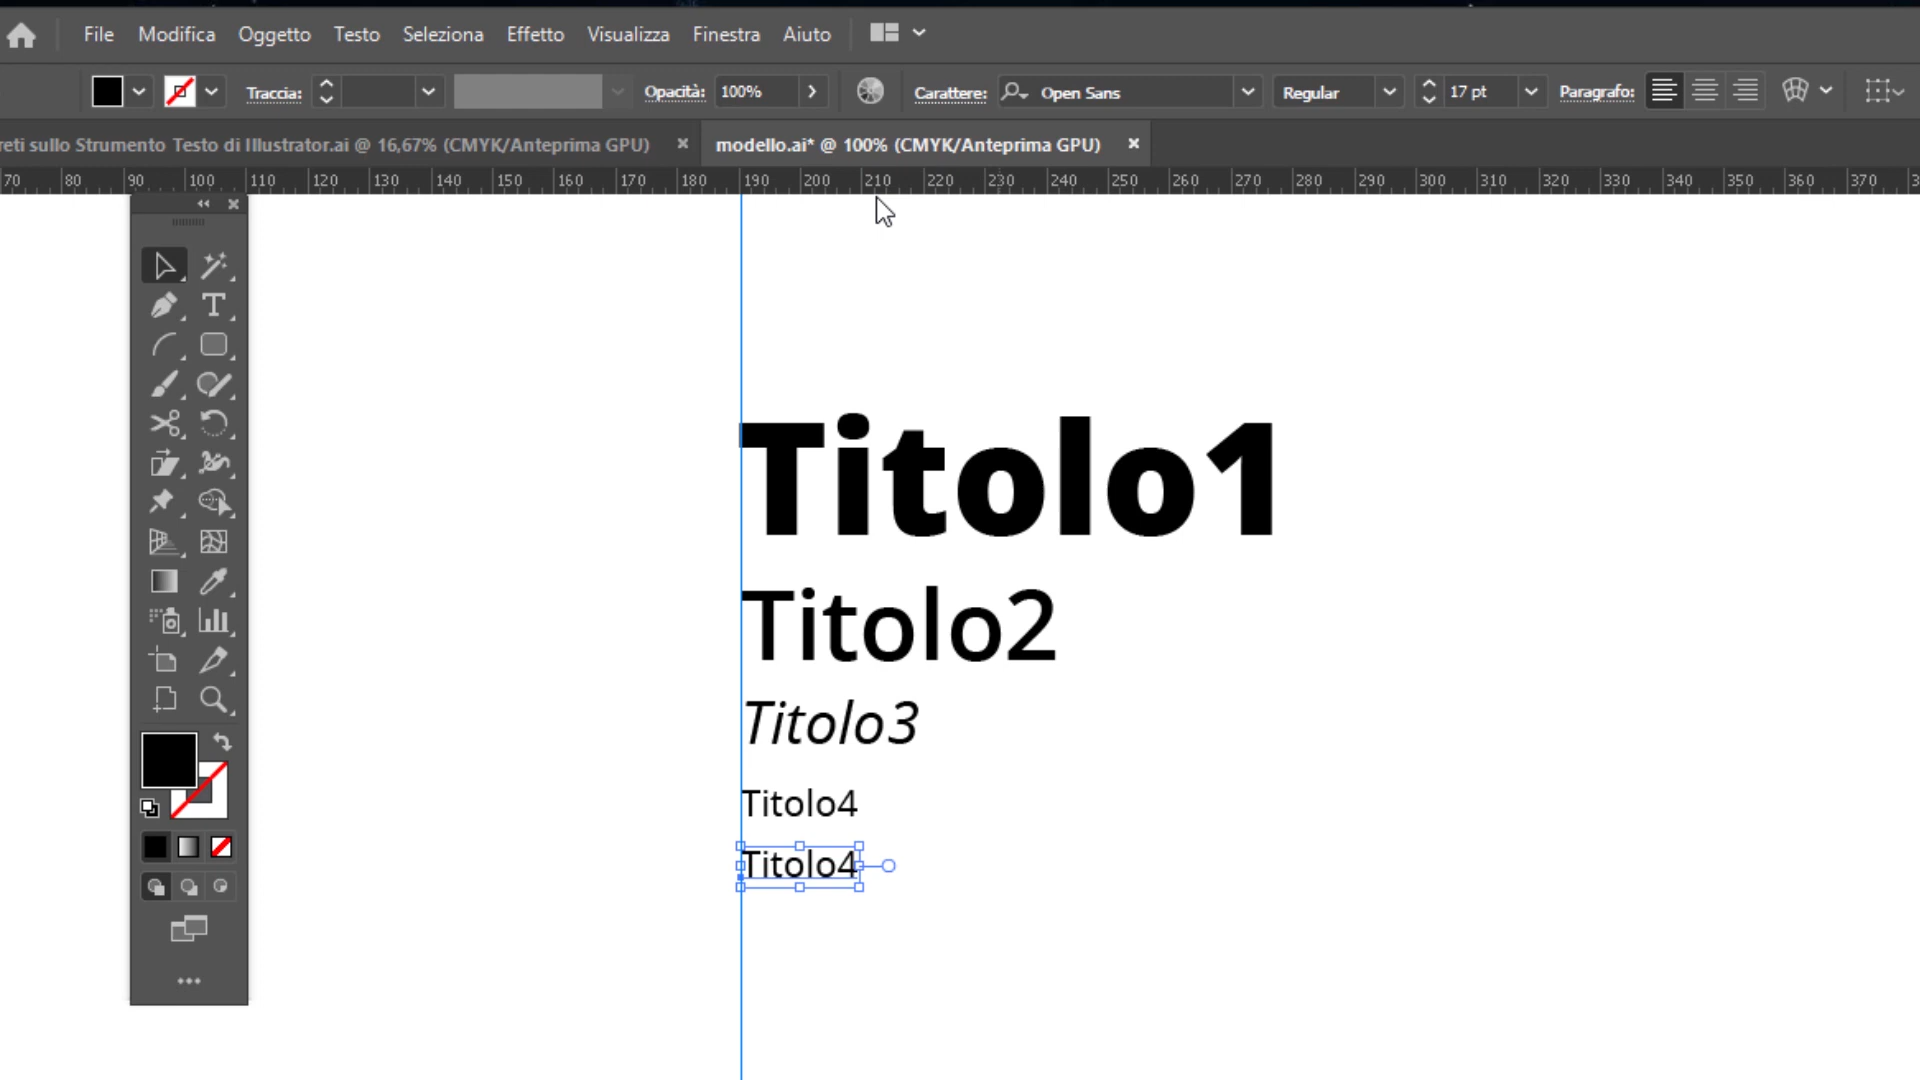 File Modifica Oggetto Testo Seleziona Effetto Visualizza Finestra Aiuto
Traccia: Opacità: 100% Carattere: Open Sans Regular 17 pt Paragrafo:
reti sullo Strumento Testo di Illustrator.ai @ 16,67% (CMYK/Anteprima GPU) modello.ai* @ 100% (CMYK/Anteprima GPU)
70 80 90 100 110 120 130 140 150 160 170 180 190 200 210 220 230 240 250 260 270 280 290 300 310 320 330 340 350 360 370 3
Titolo1
Titolo2
Titolo3
Titolo4
Titolo4